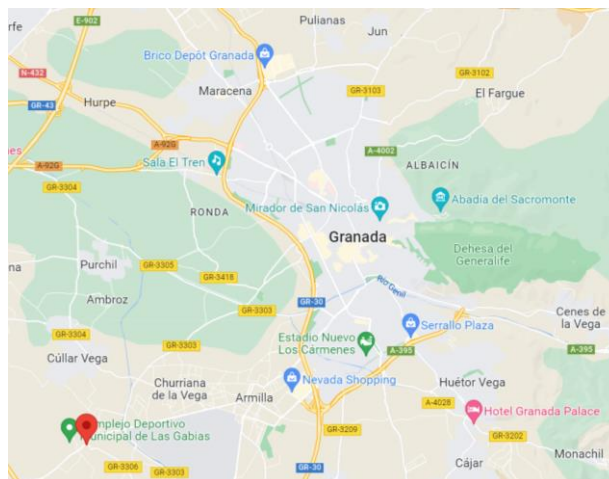 E-902
Pulianas
Jun
Brico Depôt Granada
N-432
GR-3102
Maracena
GR-3103
El Fargue
GR-43
Hurpe
A-92G
A-4002
ALBAICÍN
A-92G
Sala El Tren
GR-3304
Abadía del Sacromonte
RONDA
Mirador de San Nicolás
Granada
Dehesa del
Generalife
Purchil
GR-3305
GR-3418
Río Genil
Ambroz
GR-30
GR-3303
Cenes de
la Vega
GR-3304
GR-3303
Serrallo Plaza
Estadio Nuevo
Los Cármenes
A-395
A-395
Cúllar Vega
Churriana
de la Vega
Nevada Shopping
Huétor Vega
Armilla
A-4028
Hotel Granada Palace
mplejo Deportivo
unicipal de Las Gabias
GR-3209
GR-3202
Monachil
GR-3306
GR-3303
GR-30
Cájar